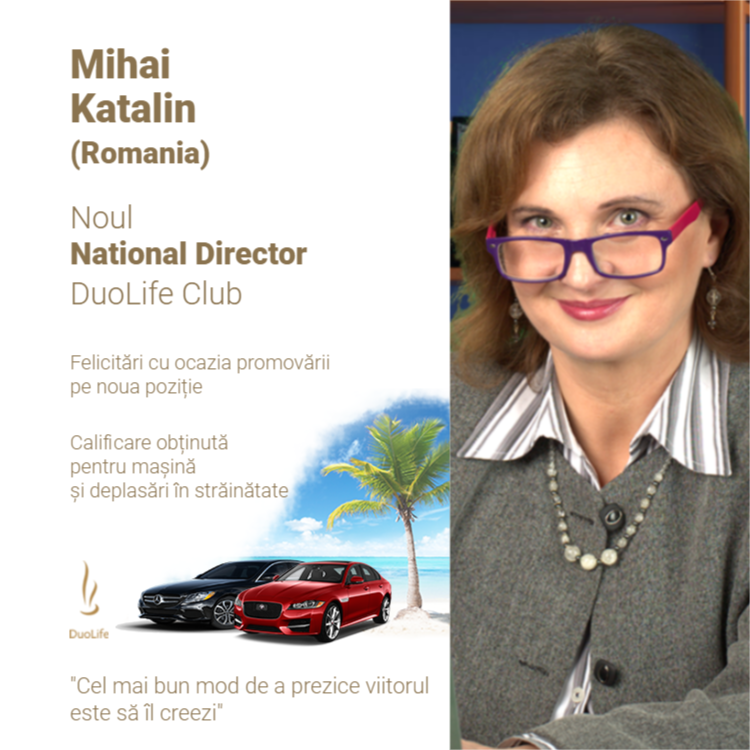 Mihai
Katalin
(Romania)
Noul
National Director
DuoLife Club
Felicitări cu ocazia promovării
pe noua poziție
Calificare obținută
pentru mașină
și deplasări în străinătate
DuoLife
"Cel mai bun mod de a prezice viitorul
este să îl creezi"